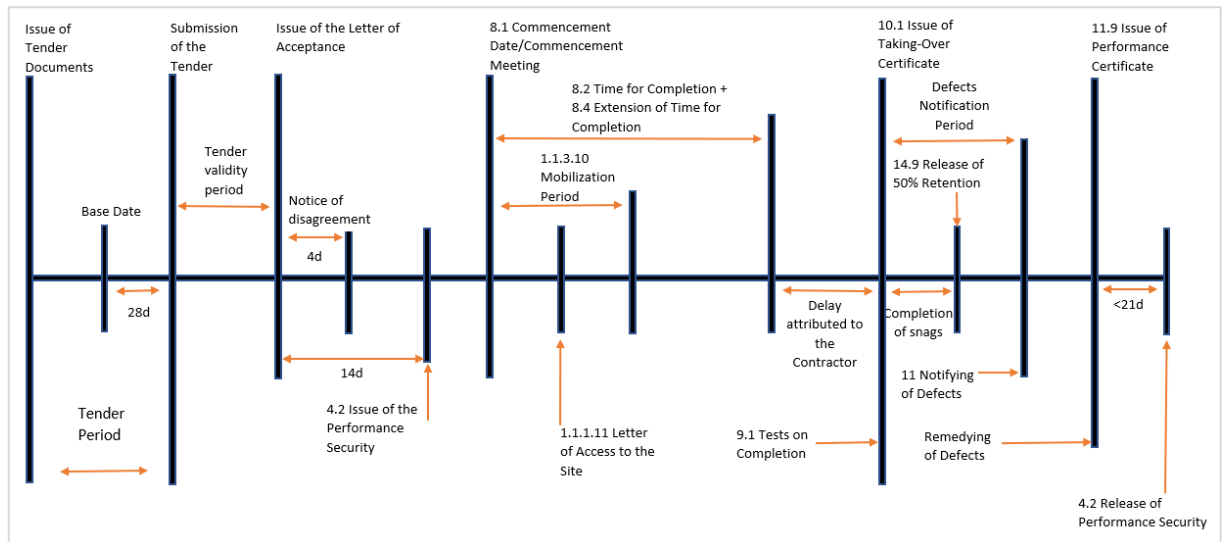 Issue of
Tender
Documents
Submission
of the
Tender
Issue of the Letter of
Acceptance
8.1 Commencement
Date/Commencement
Meeting
10.1 Issue of
Taking-Over
Certificate
11.9 Issue of
Performance
Certificate
8.2 Time for Completion +
8.4 Extension of Time for
Completion
Defects
Notification
Period
Tender
validity
period
1.1.3.10
Mobilization
Period
14.9 Release of
50% Retention
Base Date
Notice of
disagreement
4d
28d
14d
Delay
attributed to
the
Contractor
Completion
of snags
<21d
11 Notifying
of Defects
Tender
Period
4.2 Issue of the
Performance
Security
1.1.1.11 Letter
of Access to the
Site
9.1 Tests on
Completion
Remedying
of Defects
4.2 Release of
Performance Security